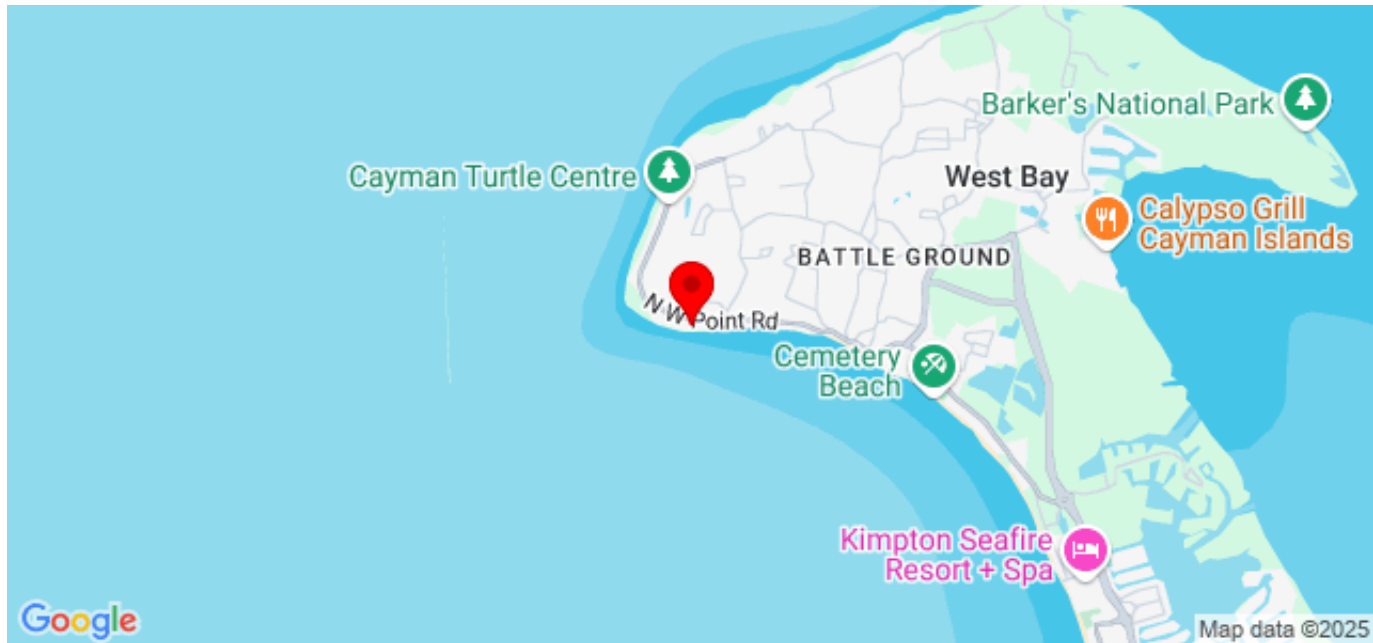 Barker's National Park
Cayman Turtle Centre
West Bay
Calypso Grill
Cayman Islands
BATTLE GROUND
N W Point Rd
Cemetery
Beach
Kimpton Seafire
Resort + Spa
Google
Map data ©2025